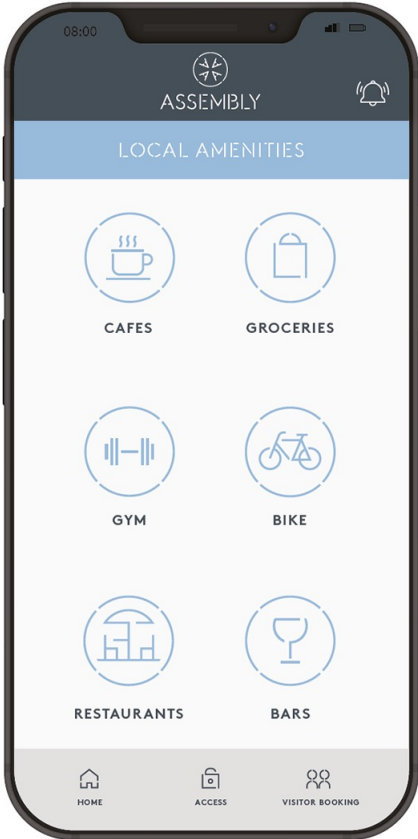 08:00
ASSEMBLY
LOCAL AMENITIES
CAFES
GROCERIES
GYM
BIKE
RESTAURANTS
BARS
HOME
ACCESS
VISITOR BOOKING